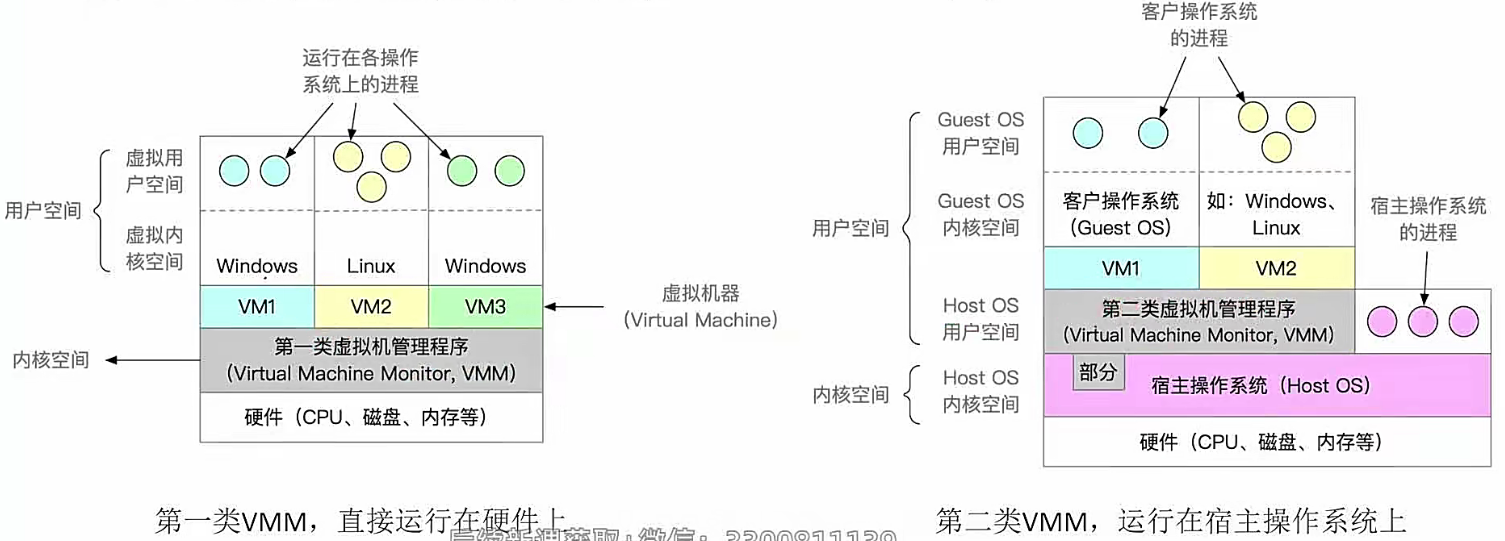 运行在各操作
系统上的进程
用户空间
虚拟用
户空间
虚拟内
核空间
Windows
Linux
Windows
VM1
VM2
VM3
虚拟机器
(Virtual Machine)
内核空间
第一类虚拟机管理程序
(Virtual Machine Monitor, VMM)
硬件（CPU、磁盘、内存等）
第一类VMM，直接运行在硬件上
客户操作系统
的进程
用户空间
Guest OS
用户空间
Guest OS
内核空间
客户操作系统
(Guest OS)
如：Windows、
Linux
宿主操作系统
的进程
VM1
VM2
Host OS
用户空间
第二类虚拟机管理程序
(Virtual Machine Monitor, VMM)
内核空间
Host OS
内核空间
部分
宿主操作系统（Host OS）
硬件（CPU、磁盘、内存等）
第二类VMM，运行在宿主操作系统上
微信：3300811139